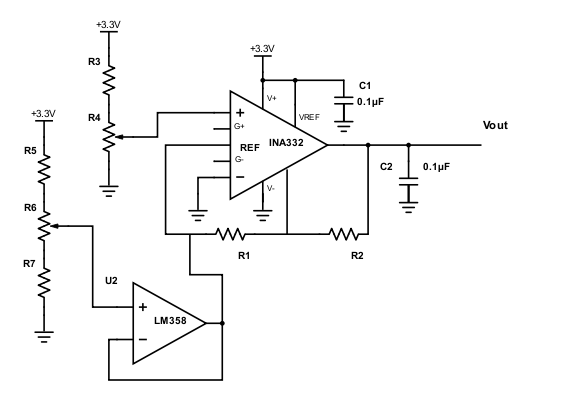 +3.3V
R3
+3.3V
C1
V+
0.1µF
+3.3V
R4
+
VREF
G+
Vout
INA332
R5
REF
G-
C2
0.1µF
−
V-
R6
R1
R2
R7
U2
+
LM358
−